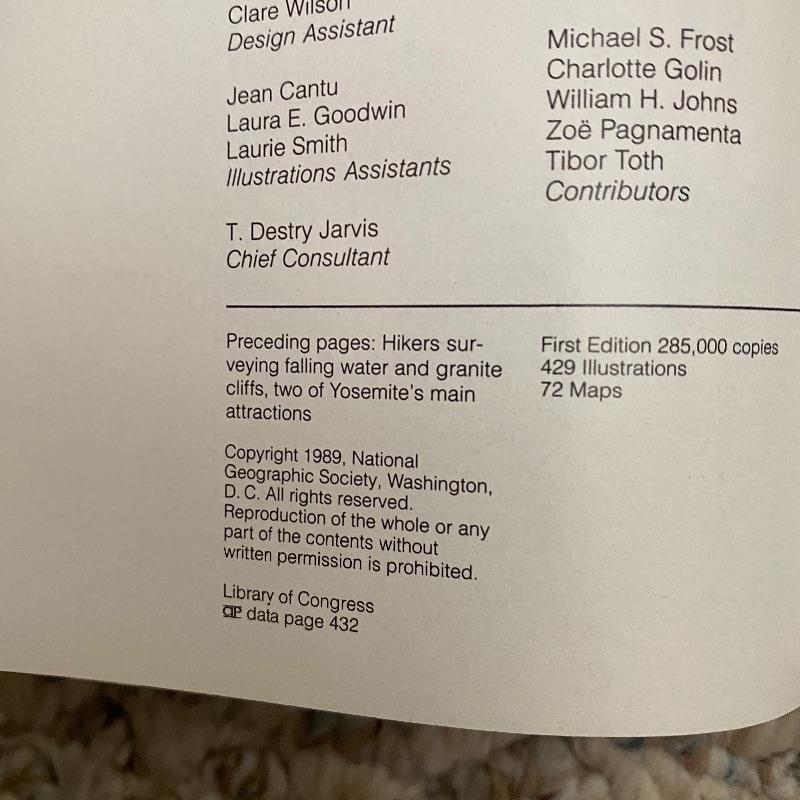 Clare Wilson
Design Assistant
Jean Cantu
Laura E. Goodwin
Laurie Smith
Illustrations Assistants
T. Destry Jarvis
Chief Consultant
Michael S. Frost
Charlotte Golin
William H. Johns
Zoë Pagnamenta
Tibor Toth
Contributors
Preceding pages: Hikers sur-
veying falling water and granite
cliffs, two of Yosemite's main
attractions
Copyright 1989, National
Geographic Society, Washington,
D. C. All rights reserved.
Reproduction of the whole or any
part of the contents without
written permission is prohibited.
Library of Congress
CIP data page 432
First Edition 285,000 copies
429 Illustrations
72 Maps